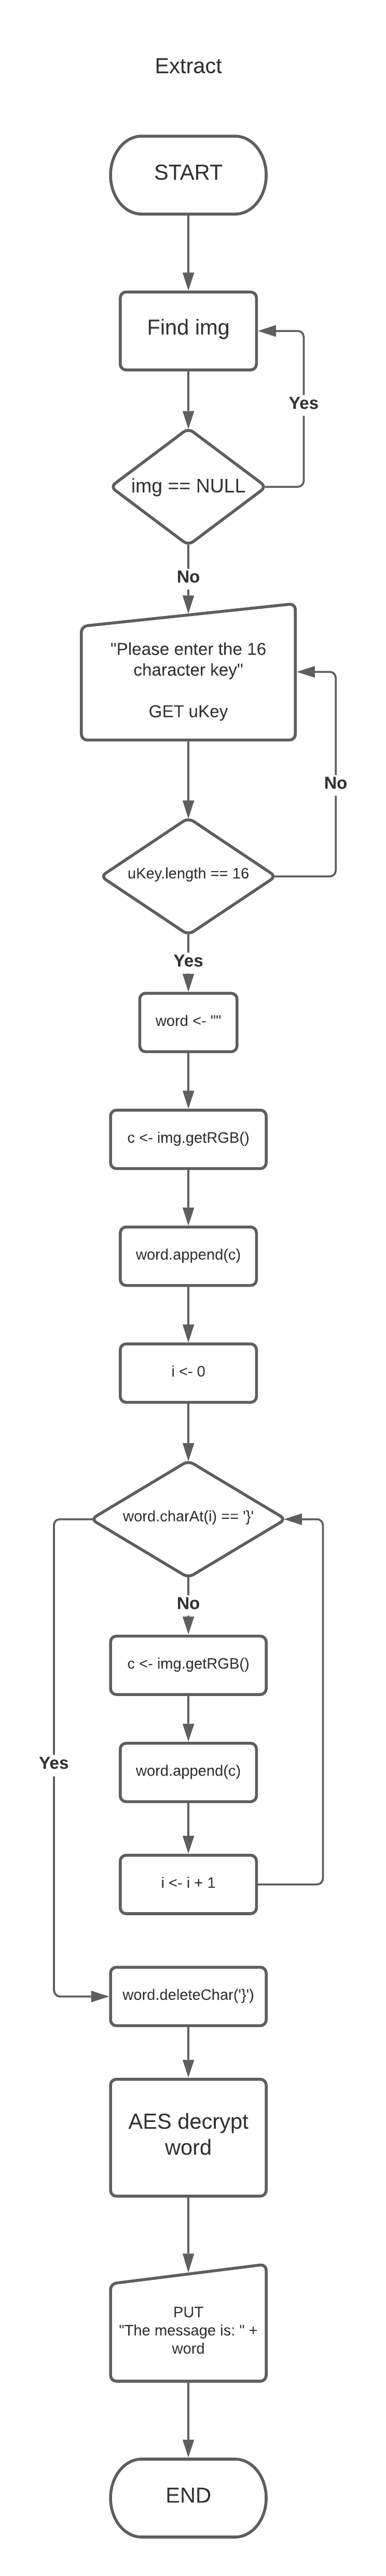 Extract
START
Find img
Yes
img == NULL
No
"Please enter the 16
character key"
GET uKey
No
uKey.length == 16
Yes
word <- ""
c <- img.getRGB()
word.append(c)
i <- 0
word.charAt(i) == '}'
No
c <- img.getRGB()
Yes
word.append(c)
i <- i + 1
word.deleteChar('}')
AES decrypt
word
PUT
"The message is: " +
word
END